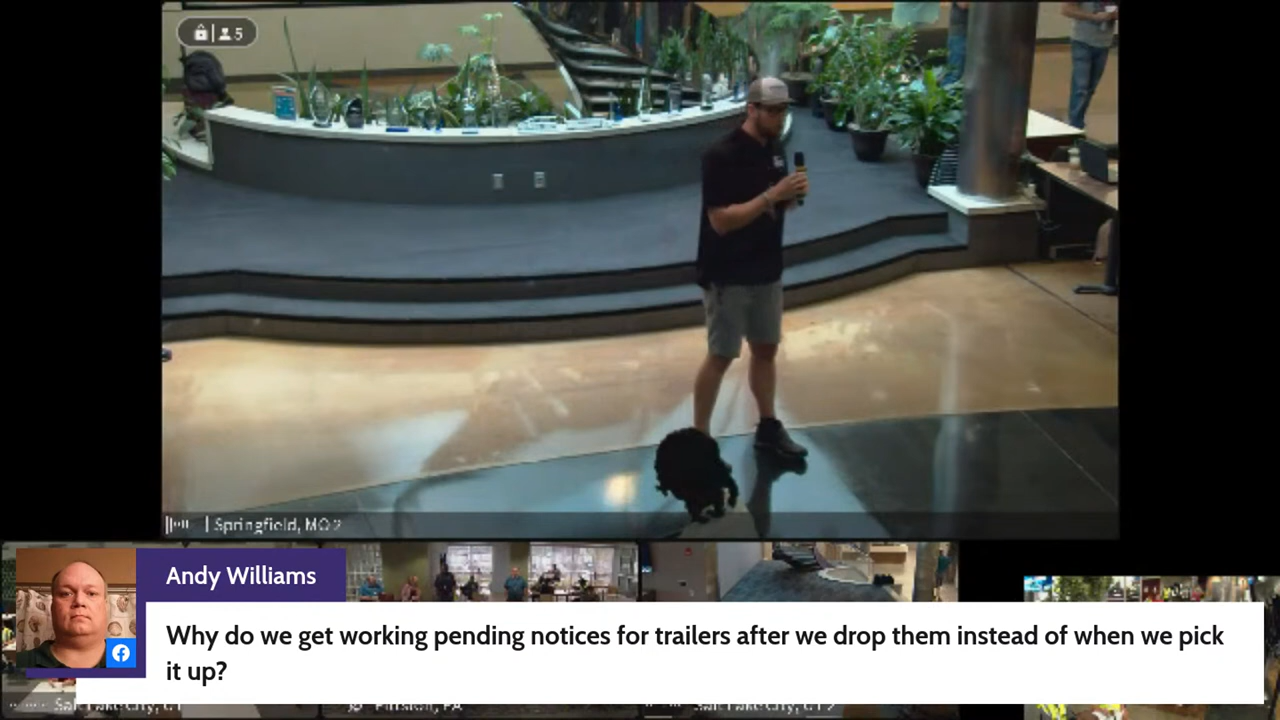 5
Springfield, MO 2
Andy Williams
Why do we get working pending notices for trailers after we drop them instead of when we pick
it up?